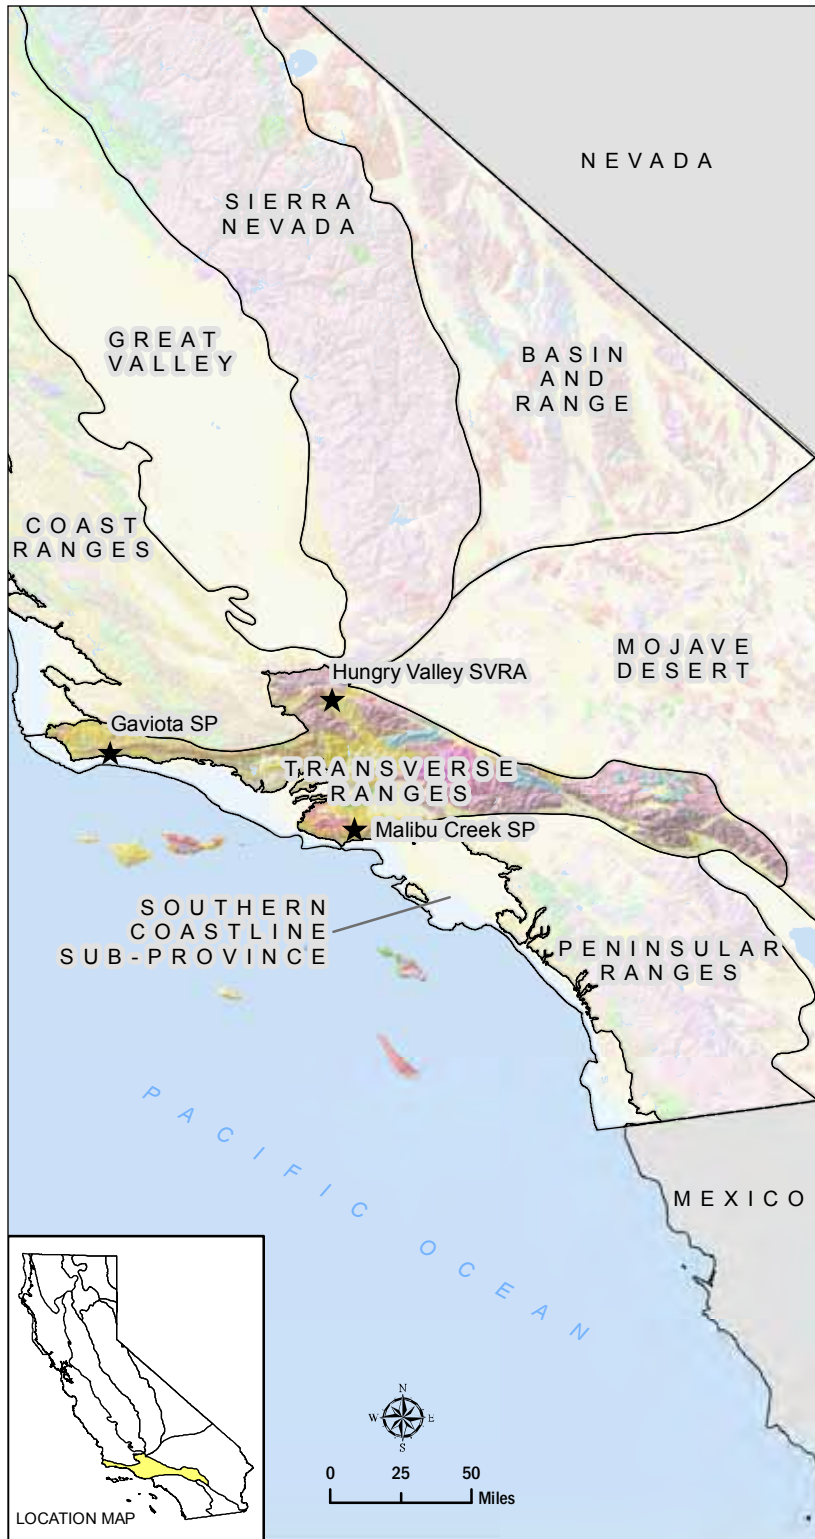 NEVADA
SIERRA
NEVADA
GREAT
VALLEY
BASIN
AND
RANGE
COAST
RANGES
MOJAVE
DESERT
Hungry Valley SVRA
Gaviota SP
TRANSVERSE
RANGES
Malibu Creek SP
SOUTHERN
COASTLINE
SUB-PROVINCE
PENINSULAR
RANGES
PACIFIC OCEAN
MEXICO
LOCATION MAP
N
W E
S
0 25 50
Miles